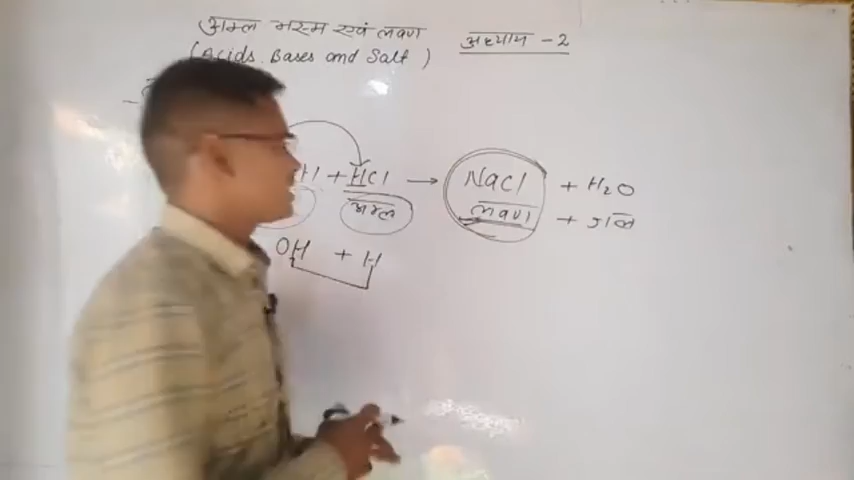 अम्ल भस्म एवं लवण
(Acids Bases and Salt)
अध्याय - 2
+ HCl → NaCl + H₂O
अम्ल लवण + जल
OH + H